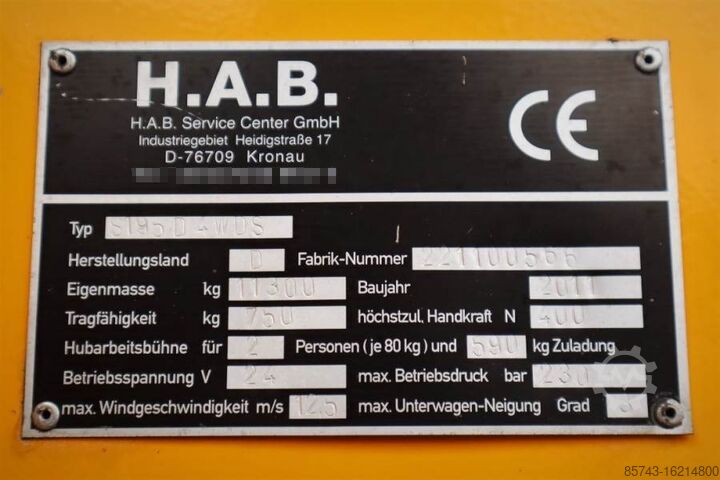 H.A.B.
H.A.B. Service Center GmbH
Industriegebiet Heidigstraße 17
D-76709 Kronau
CE
Typ S195 D 4WDS
Herstellungsland D Fabrik-Nummer 221100566
Eigenmasse kg 11300 Baujahr 2011
Tragfähigkeit kg 750 höchstzul. Handkraft N 400
Hubarbeitsbühne für 2 Personen ( je 80 kg ) und 590 kg Zuladung
Betriebsspannung V 24 max. Betriebsdruck bar 230
max. Windgeschwindigkeit m/s 12,5 max. Unterwagen-Neigung Grad
85743-16214800